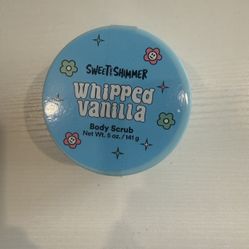 SWEET&SHIMMER
Whipped
Vanilla
Body Scrub
Net Wt. 5 oz. / 141 g